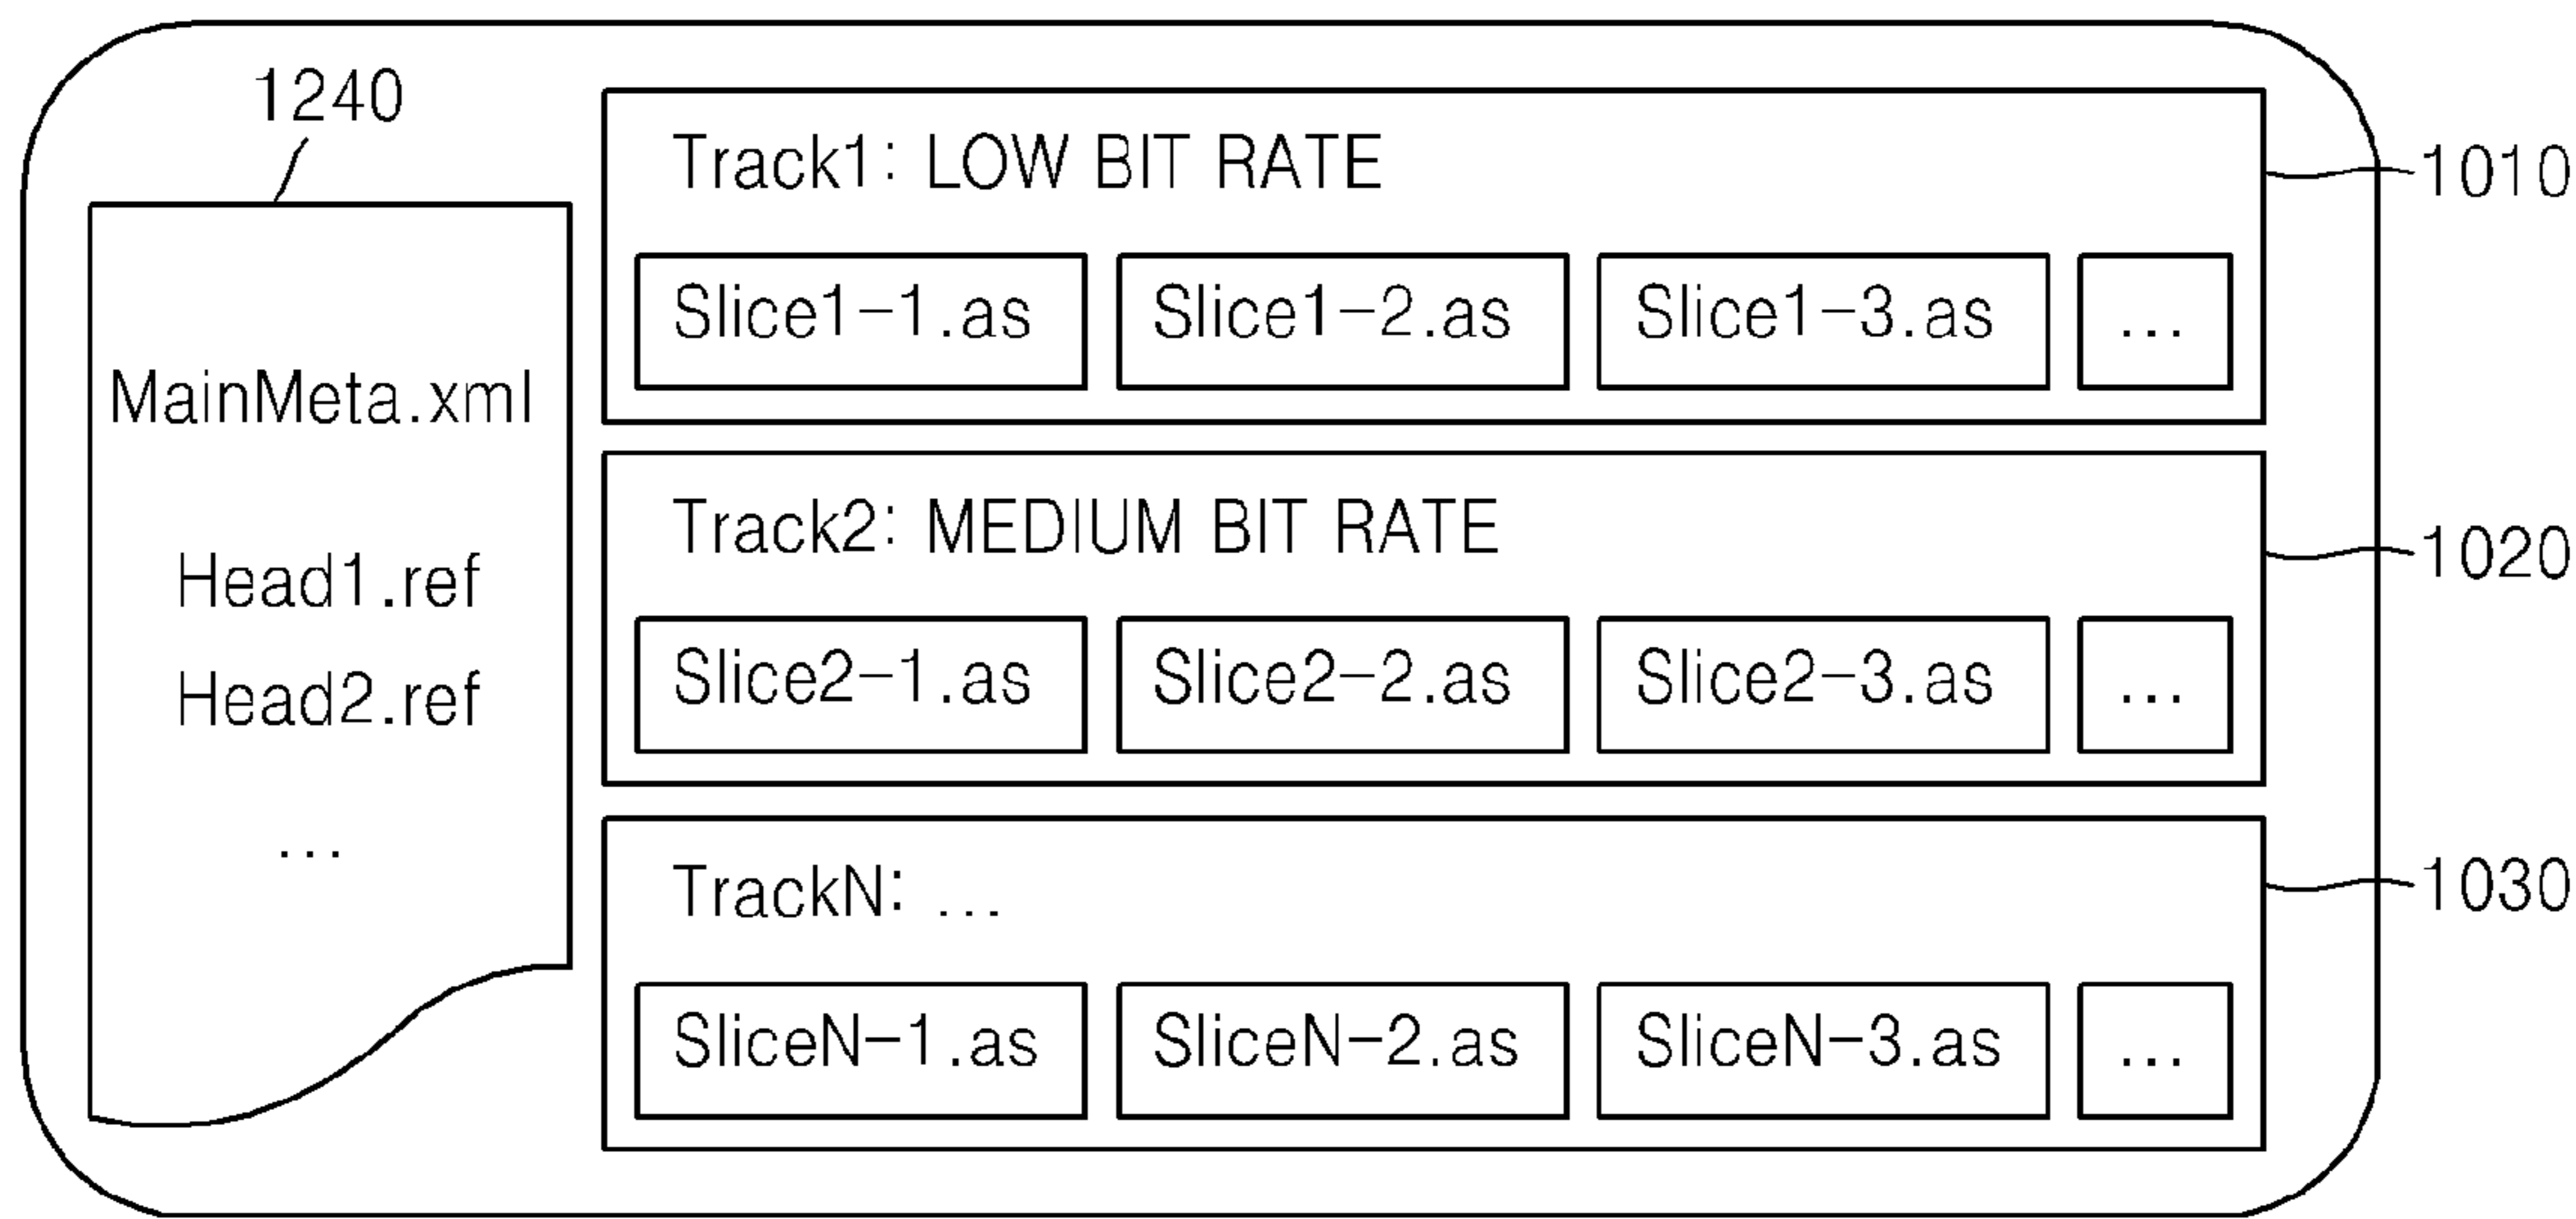 1240
MainMeta.xml
Head1.ref
Head2.ref
...
Track1: LOW BIT RATE
1010
Slice1-1.as Slice1-2.as Slice1-3.as ...
Track2: MEDIUM BIT RATE
1020
Slice2-1.as Slice2-2.as Slice2-3.as ...
TrackN: ...
1030
SliceN-1.as SliceN-2.as SliceN-3.as ...